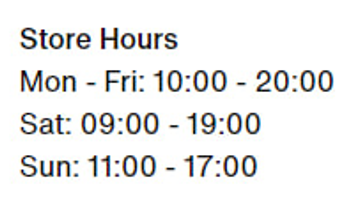 Store Hours
Mon - Fri: 10:00 - 20:00
Sat: 09:00 - 19:00
Sun: 11:00 - 17:00